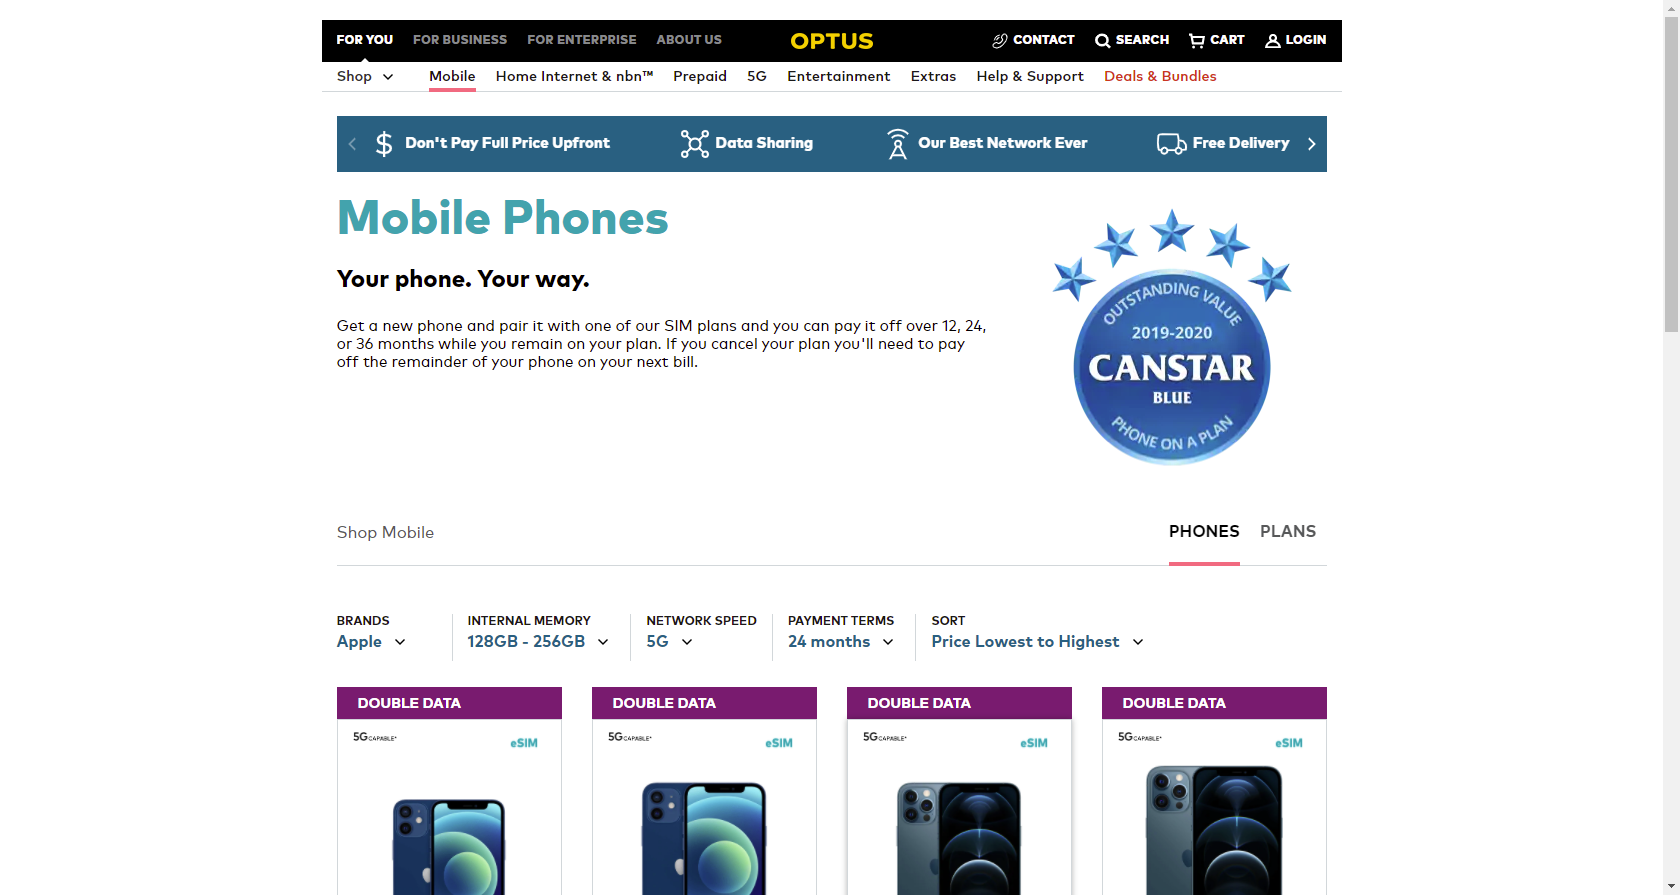 FOR YOU FOR BUSINESS FOR ENTERPRISE ABOUT US OPTUS CONTACT SEARCH CART LOGIN
Shop Mobile Home Internet & nbn™ Prepaid 5G Entertainment Extras Help & Support Deals & Bundles
Don't Pay Full Price Upfront Data Sharing Our Best Network Ever Free Delivery
Mobile Phones
Your phone. Your way.
Get a new phone and pair it with one of our SIM plans and you can pay it off over 12, 24,
or 36 months while you remain on your plan. If you cancel your plan you'll need to pay
off the remainder of your phone on your next bill.
OUTSTANDING VALUE
2019-2020
CANSTAR
BLUE
PHONE ON A PLAN
Shop Mobile PHONES PLANS
BRANDS INTERNAL MEMORY NETWORK SPEED PAYMENT TERMS SORT
Apple 128GB - 256GB 5G 24 months Price Lowest to Highest
DOUBLE DATA DOUBLE DATA DOUBLE DATA DOUBLE DATA
5G CAPABLE* eSIM 5G CAPABLE* eSIM 5G CAPABLE* eSIM 5G CAPABLE* eSIM